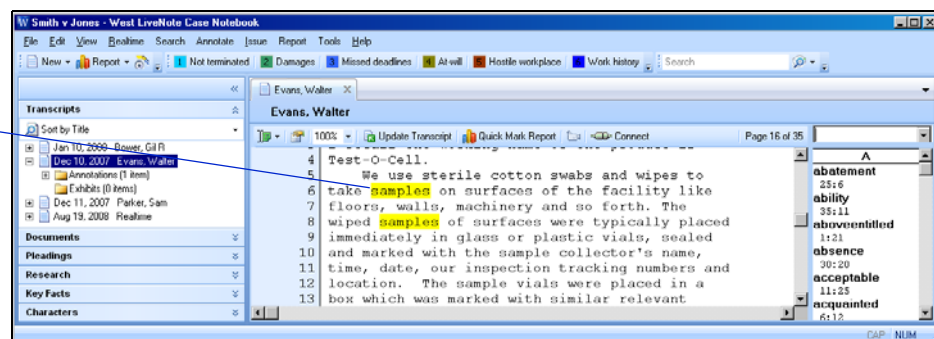 Smith v Jones - West LiveNote Case Notebook
File Edit View Realtime Search Annotate Issue Report Tools Help
New Report 1 Not terminated 2 Damages 3 Missed deadlines 4 At-will 5 Hostile workplace Work history Search
Evans, Walter
Transcripts
Evans, Walter
Sort by Title
100% Update Transcript Quick Mark Report Connect Page 16 of 35
Jan 10, 2008 Bower, Gil R
Dec 10, 2007 Evans, Walter
Annotations (1 item)
Exhibits (0 items)
Dec 11, 2007 Parker, Sam
Aug 19, 2008 Realtime
Documents
Pleadings
Research
Key Facts
Characters
4 Test-O-Cell.
5 We use sterile cotton swabs and wipes to
6 take samples on surfaces of the facility like
7 floors, walls, machinery and so forth. The
8 wiped samples of surfaces were typically placed
9 immediately in glass or plastic vials, sealed
10 and marked with the sample collector's name,
11 time, date, our inspection tracking numbers and
12 location. The sample vials were placed in a
13 box which was marked with similar relevant
A
abatement
25:6
ability
35:11
aboveentitled
1:21
absence
30:20
acceptable
11:25
acquainted
6:12
CAP NUM